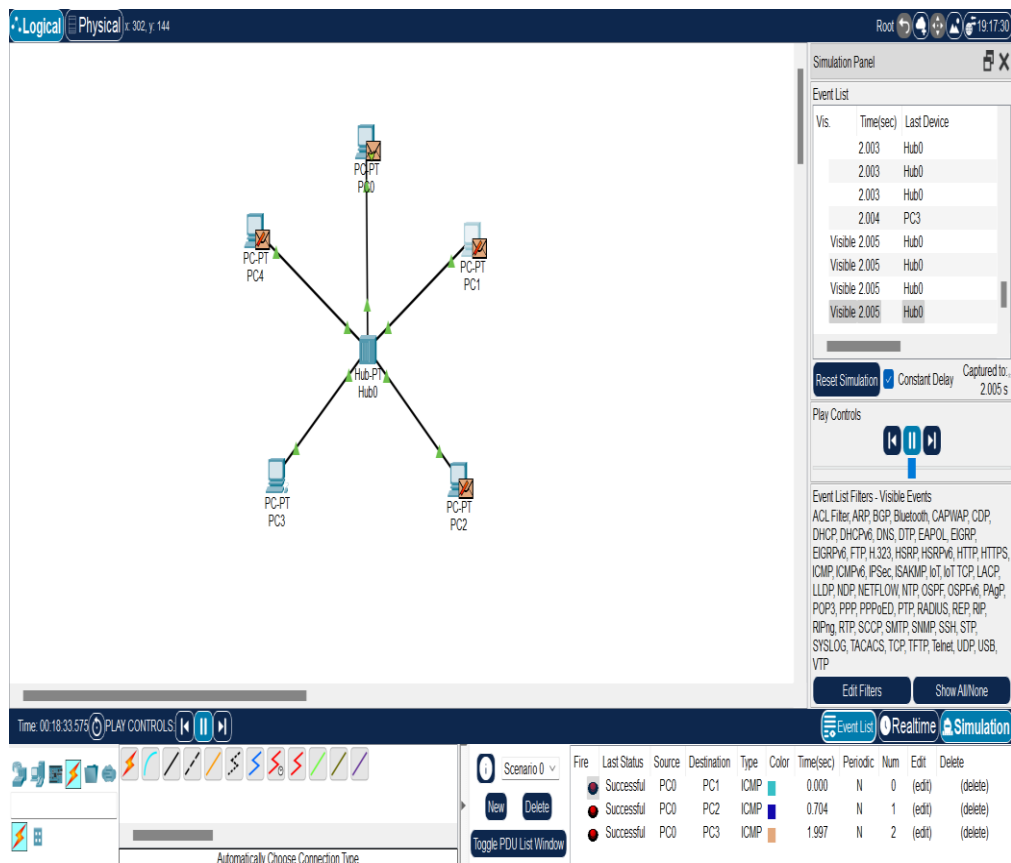 Logical Physical x: 302, y: 144 Root 19:17:30
PC-PT
PC0
PC-PT
PC4
PC-PT
PC1
Hub-PT
Hub0
PC-PT
PC3
PC-PT
PC2
Simulation Panel
Event List
Vis. Time(sec) Last Device
2.003 Hub0
2.003 Hub0
2.003 Hub0
2.004 PC3
Visible 2.005 Hub0
Visible 2.005 Hub0
Visible 2.005 Hub0
Visible 2.005 Hub0
Reset Simulation Constant Delay Captured to:
2.005 s
Play Controls
Event List Filters - Visible Events
ACL Filter, ARP, BGP, Bluetooth, CAPWAP, CDP,
DHCP, DHCPv6, DNS, DTP, EAPOL, EIGRP,
EIGRPv6, FTP, H.323, HSRP, HSRPv6, HTTP, HTTPS,
ICMP, ICMPv6, IPSec, ISAKMP, IoT, IoT TCP, LACP,
LLDP, NDP, NETFLOW, NTP, OSPF, OSPFv6, PAgP,
POP3, PPP, PPPoED, PTP, RADIUS, REP, RIP,
RIPng, RTP, SCCP, SMTP, SNMP, SSH, STP,
SYSLOG, TACACS, TCP, TFTP, Telnet, UDP, USB,
VTP
Edit Filters Show All/None
Time: 00:18:33.575 PLAY CONTROLS: Event List Realtime Simulation
Automatically Choose Connection Type
Scenario 0
New Delete
Toggle PDU List Window
Fire Last Status Source Destination Type Color Time(sec) Periodic Num Edit Delete
Successful PC0 PC1 ICMP 0.000 N 0 (edit) (delete)
Successful PC0 PC2 ICMP 0.704 N 1 (edit) (delete)
Successful PC0 PC3 ICMP 1.997 N 2 (edit) (delete)